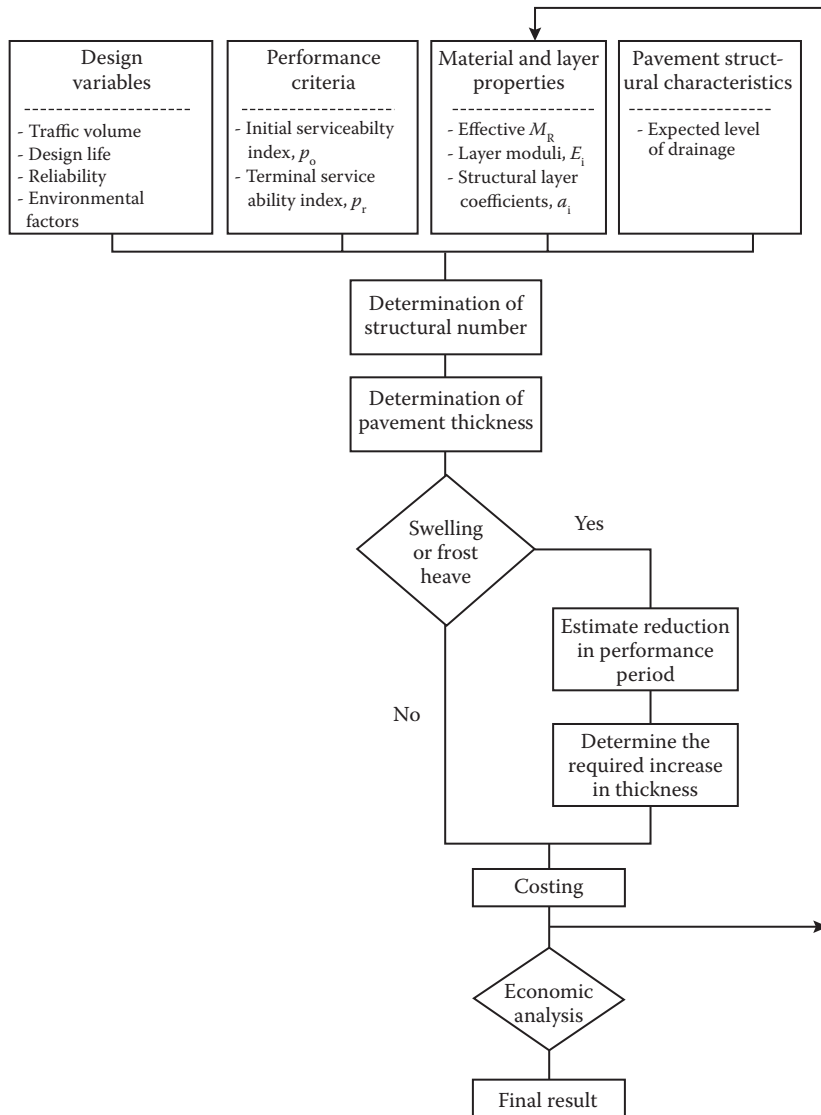 Design
variables
- Traffic volume
- Design life
- Reliability
- Environmental
factors
Performance
criteria
- Initial serviceabilty
index, p_o
- Terminal service
ability index, p_r
Material and layer
properties
- Effective M_R
- Layer moduli, E_i
- Structural layer
coefficients, a_i
Pavement struct-
ural characteristics
- Expected level
of drainage
Determination of
structural number
Determination of
pavement thickness
Swelling
or frost
heave
Yes
Estimate reduction
in performance
period
No
Determine the
required increase
in thickness
Costing
Economic
analysis
Final result